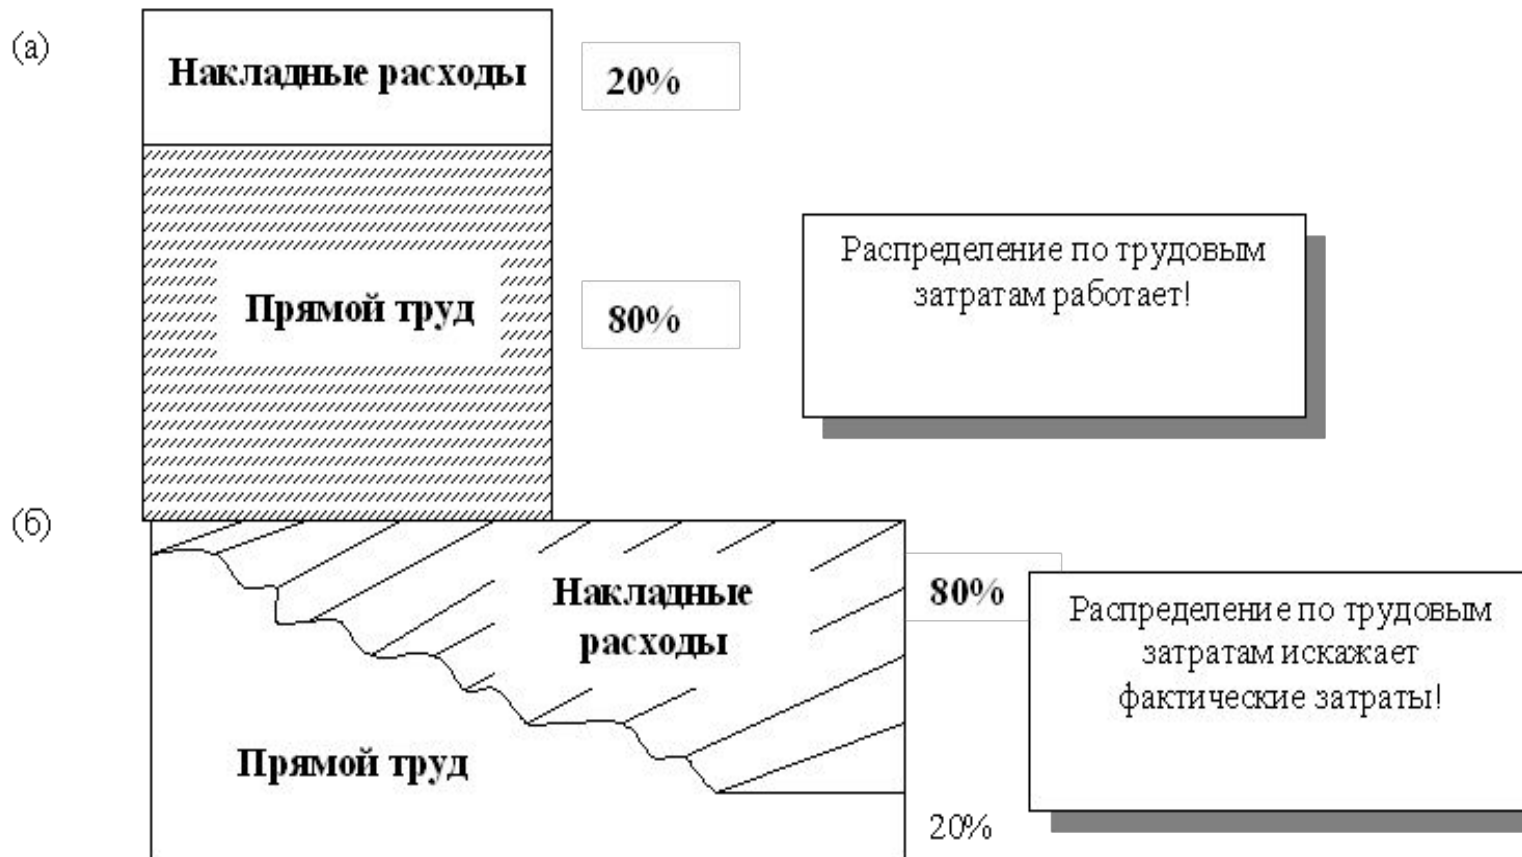 (а)
Накладные расходы
20%
Прямой труд
80%
Распределение по трудовым
затратам работает!
(б)
Накладные
расходы
80%
Распределение по трудовым
затратам искажает
фактические затраты!
Прямой труд
20%